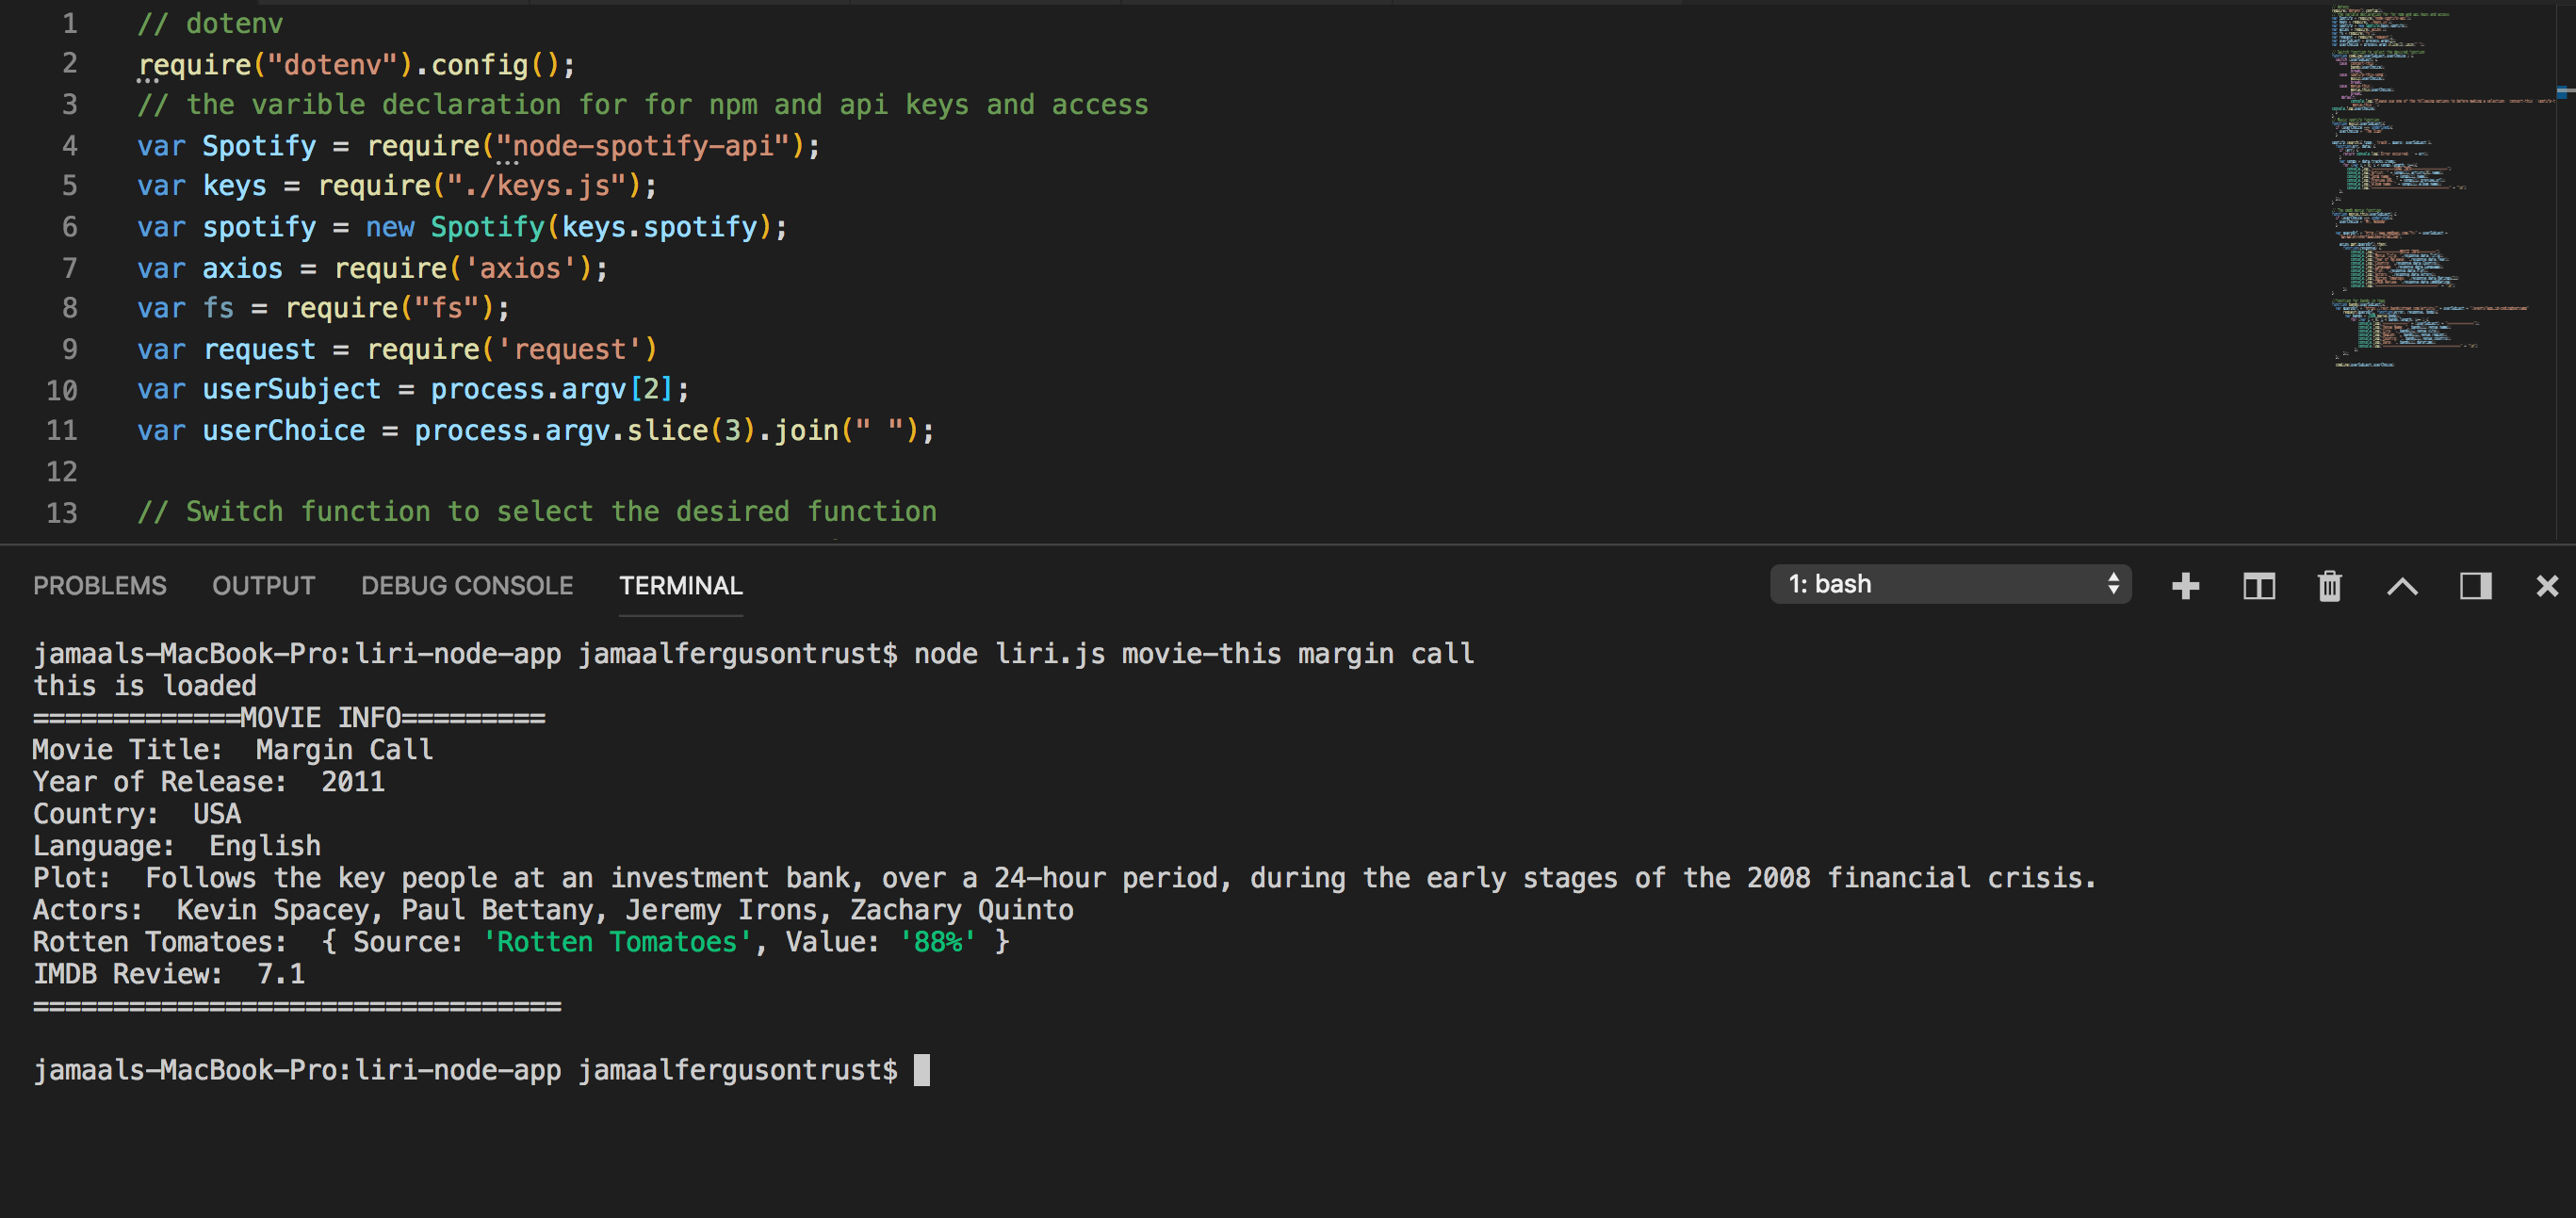 1 // dotenv
2 require("dotenv").config();
3 // the varible declaration for for npm and api keys and access
4 var Spotify = require("node-spotify-api");
5 var keys = require("./keys.js");
6 var spotify = new Spotify(keys.spotify);
7 var axios = require('axios');
8 var fs = require("fs");
9 var request = require('request')
10 var userSubject = process.argv[2];
11 var userChoice = process.argv.slice(3).join(" ");
12
13 // Switch function to select the desired function
PROBLEMS OUTPUT DEBUG CONSOLE TERMINAL 1: bash
jamaals-MacBook-Pro:liri-node-app jamaalfergusontrust$ node liri.js movie-this margin call
this is loaded
=============MOVIE INFO=========
Movie Title:  Margin Call
Year of Release:  2011
Country:  USA
Language:  English
Plot:  Follows the key people at an investment bank, over a 24-hour period, during the early stages of the 2008 financial crisis.
Actors:  Kevin Spacey, Paul Bettany, Jeremy Irons, Zachary Quinto
Rotten Tomatoes:  { Source: 'Rotten Tomatoes', Value: '88%' }
IMDB Review:  7.1
=================================
jamaals-MacBook-Pro:liri-node-app jamaalfergusontrust$